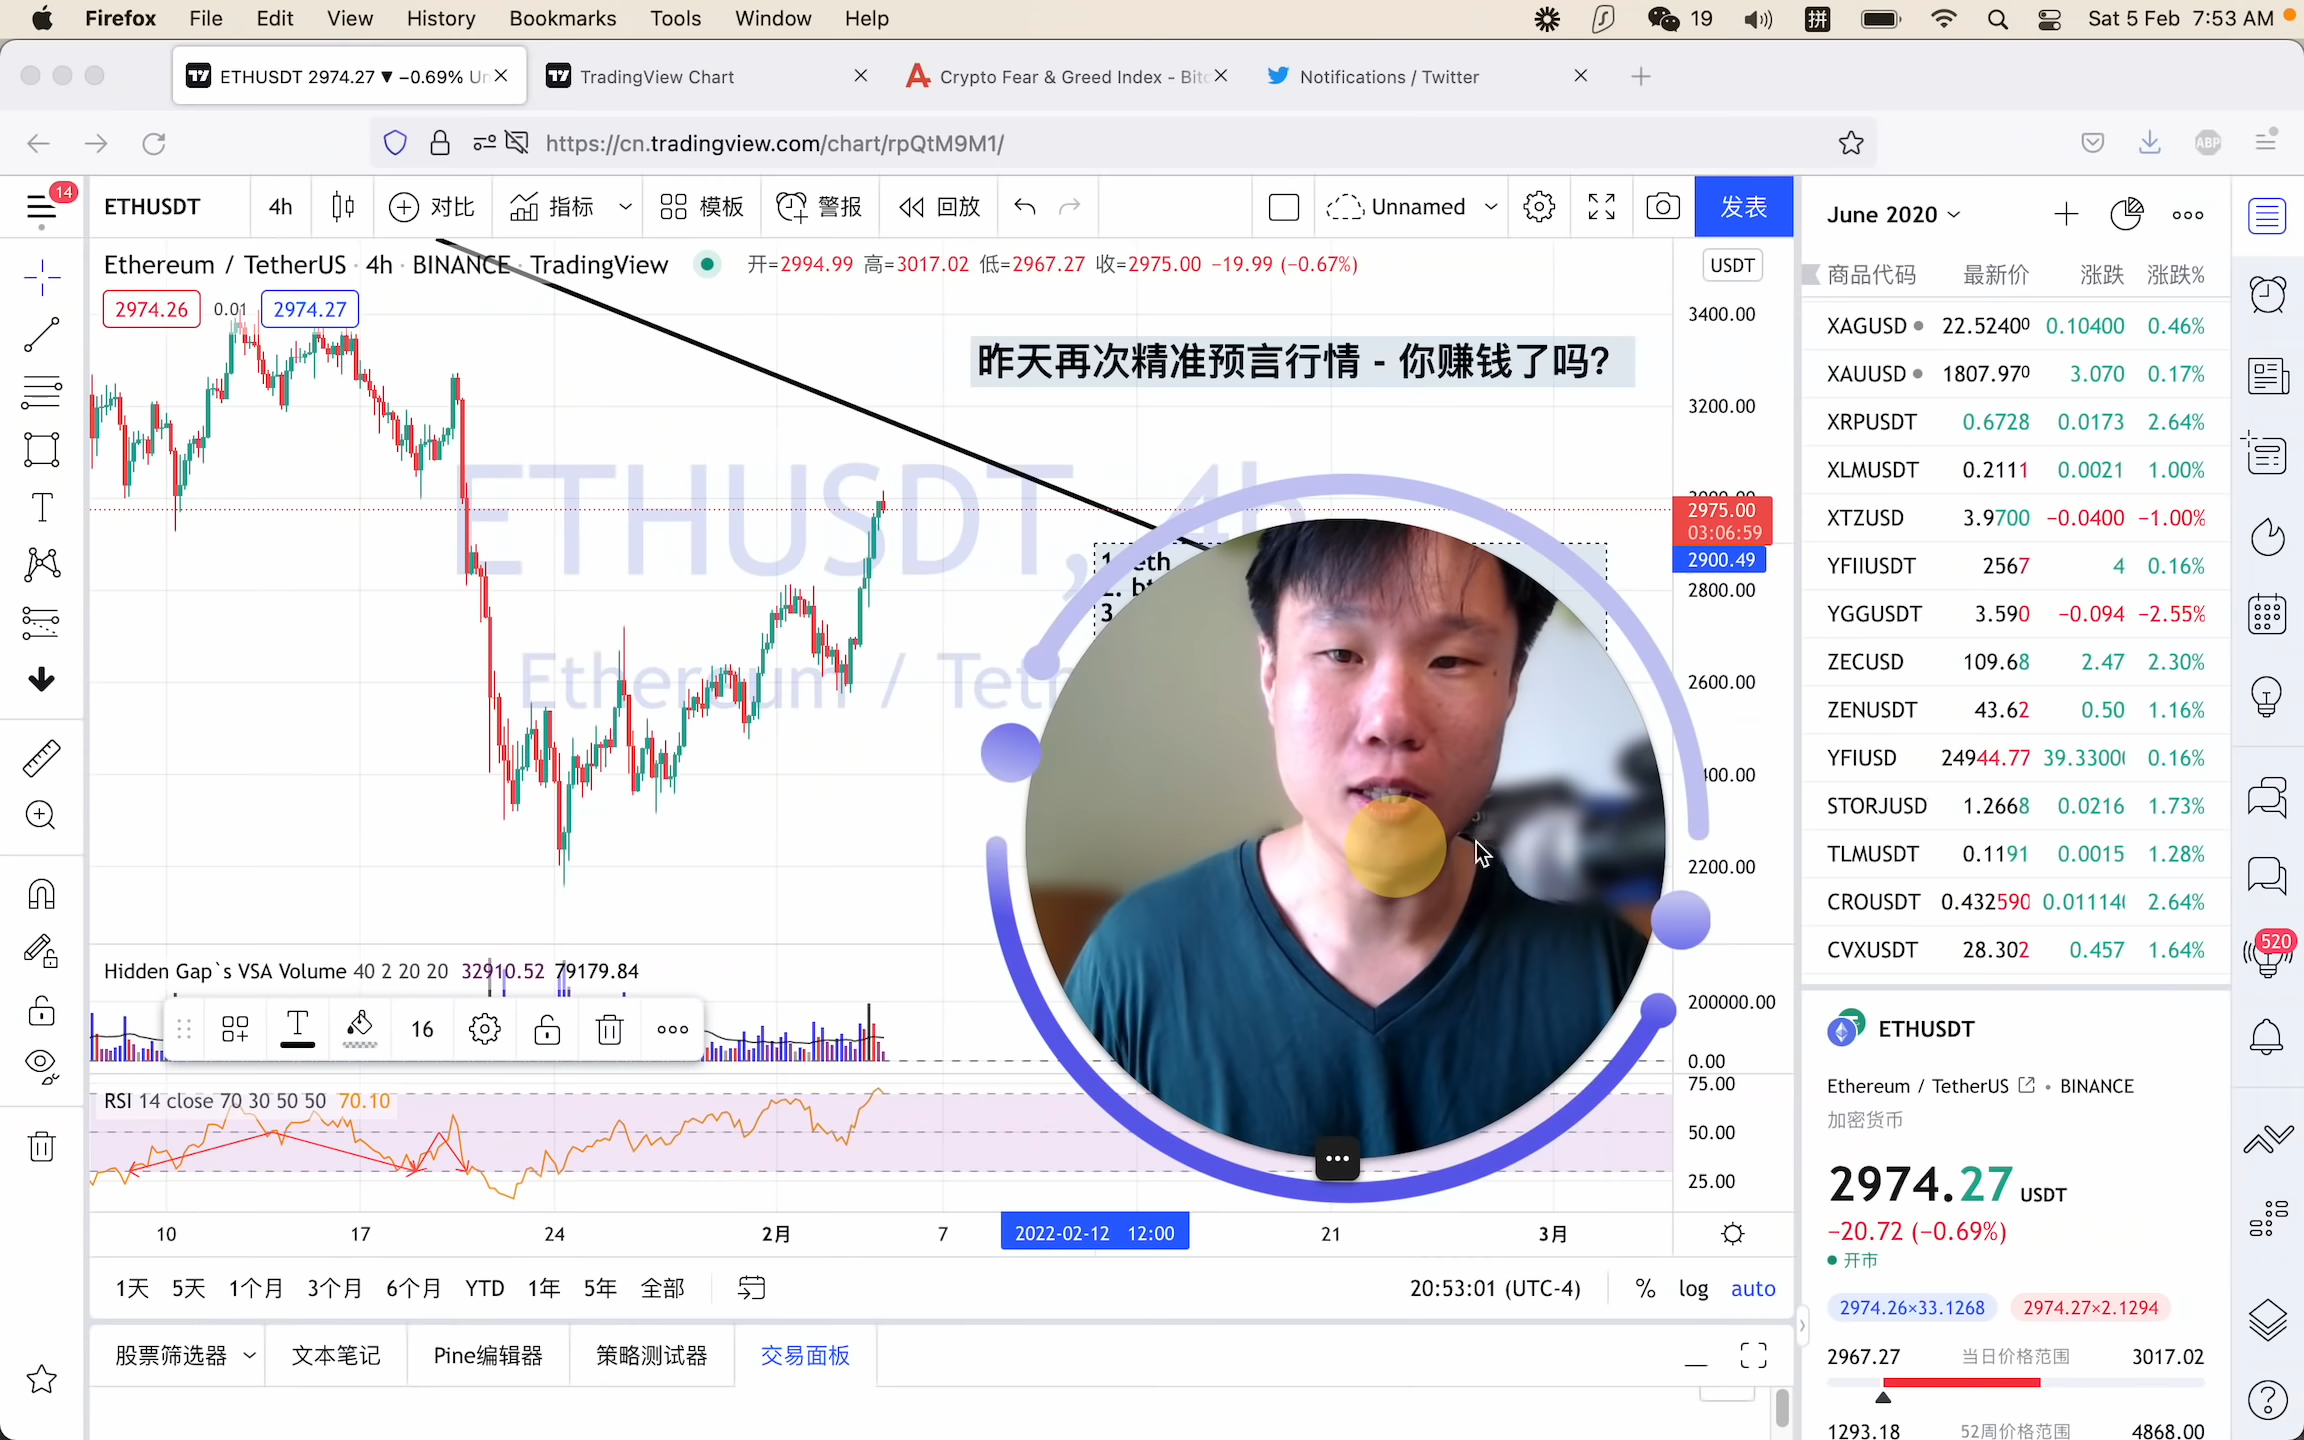 Firefox File Edit View History Bookmarks Tools Window Help 19 拼 Sat 5 Feb 7:53 AM
ETHUSDT 2974.27 ▼ −0.69% Un
TradingView Chart
Crypto Fear & Greed Index - Bitc
Notifications / Twitter
https://cn.tradingview.com/chart/rpQtM9M1/
ABP
14
ETHUSDT 4h 对比 指标 模板 警报 回放 Unnamed 发表
Ethereum / TetherUS · 4h · BINANCE · TradingView 开=2994.99 高=3017.02 低=2967.27 收=2975.00 −19.99 (−0.67%)
2974.26 0.01 2974.27
昨天再次精准预言行情 - 你赚钱了吗？
ETHUSDT, 4h
1. eth
3
USDT
3400.00
3200.00
3000.00
2975.00
03:06:59
2900.49
2800.00
2600.00
400.00
2200.00
Hidden Gap`s VSA Volume 40 2 20 20 32910.52 79179.84
16
200000.00
0.00
RSI 14 close 70 30 50 50 70.10
75.00
50.00
25.00
10 17 24 2月 7 2022-02-12 12:00 21 3月
1天 5天 1个月 3个月 6个月 YTD 1年 5年 全部 20:53:01 (UTC-4) % log auto
股票筛选器 文本笔记 Pine编辑器 策略测试器 交易面板
June 2020
商品代码 最新价 涨跌 涨跌%
XAGUSD 22.5240⁰ 0.10400 0.46%
XAUUSD 1807.97⁰ 3.070 0.17%
XRPUSDT 0.6728 0.0173 2.64%
XLMUSDT 0.2111 0.0021 1.00%
XTZUSD 3.9700 −0.0400 −1.00%
YFIIUSDT 2567 4 0.16%
YGGUSDT 3.590 −0.094 −2.55%
ZECUSD 109.68 2.47 2.30%
ZENUSDT 43.62 0.50 1.16%
YFIUSD 24944.77 39.3300 0.16%
STORJUSD 1.2668 0.0216 1.73%
TLMUSDT 0.1191 0.0015 1.28%
CROUSDT 0.432590 0.01114 2.64%
CVXUSDT 28.302 0.457 1.64%
520
ETHUSDT
Ethereum / TetherUS • BINANCE
加密货币
2974.27 USDT
−20.72 (−0.69%)
开市
2974.26×33.1268 2974.27×2.1294
2967.27 当日价格范围 3017.02
1293.18 52周价格范围 4868.00